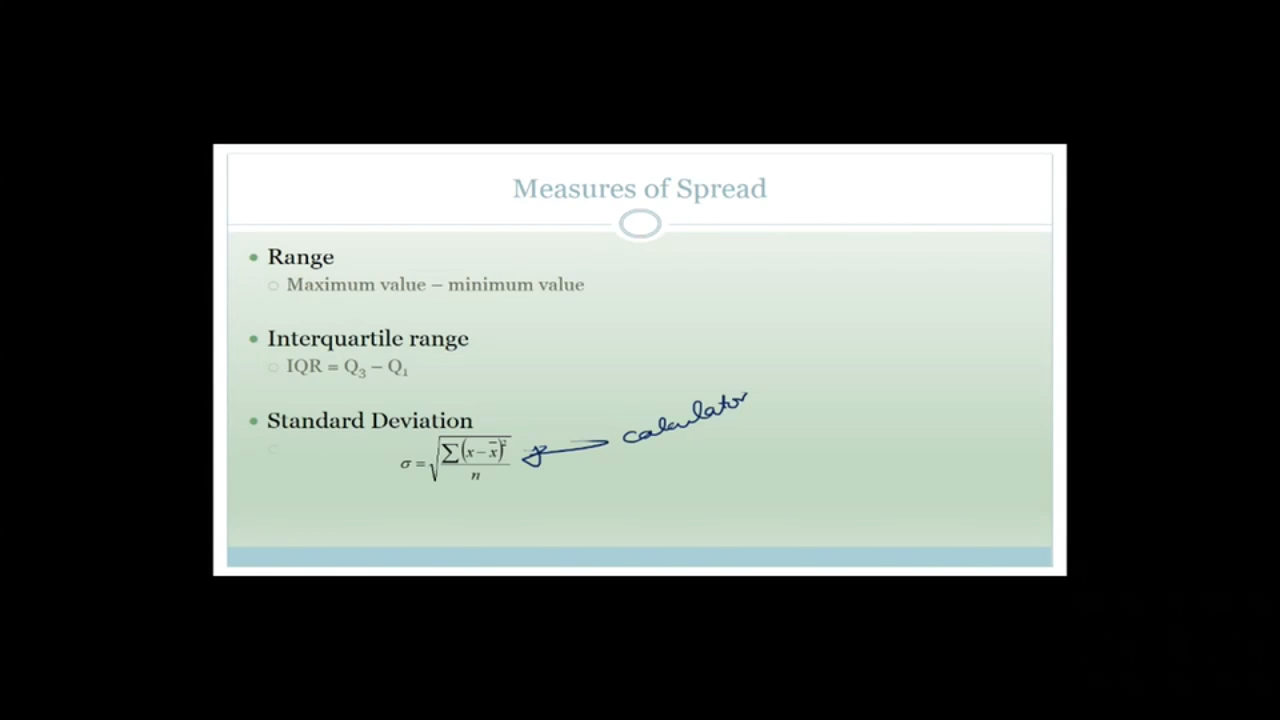 Measures of Spread
Range
Maximum value – minimum value
Interquartile range
IQR = Q₃ – Q₁
Standard Deviation
σ = √(∑(x – x̄)² / n)
calculator